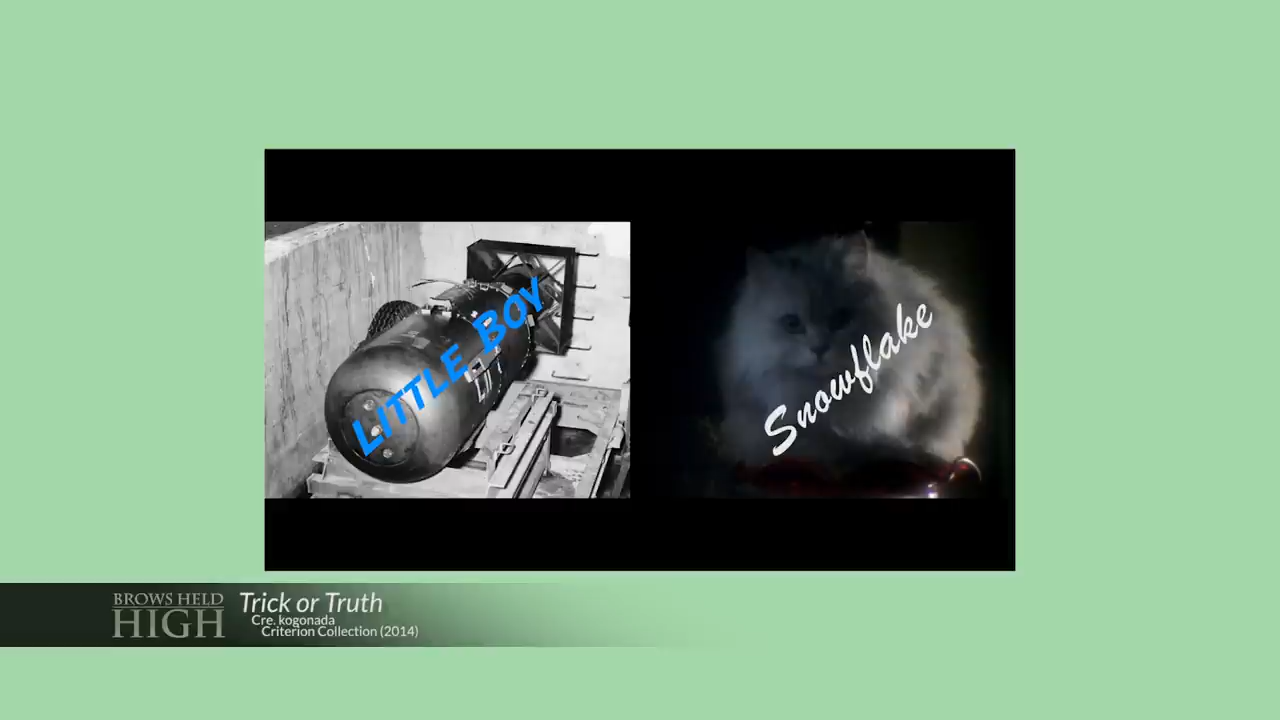 LITTLE BOY
Snowflake
BROWS HELD
HIGH
Trick or Truth
Cre. kogonada
Criterion Collection (2014)